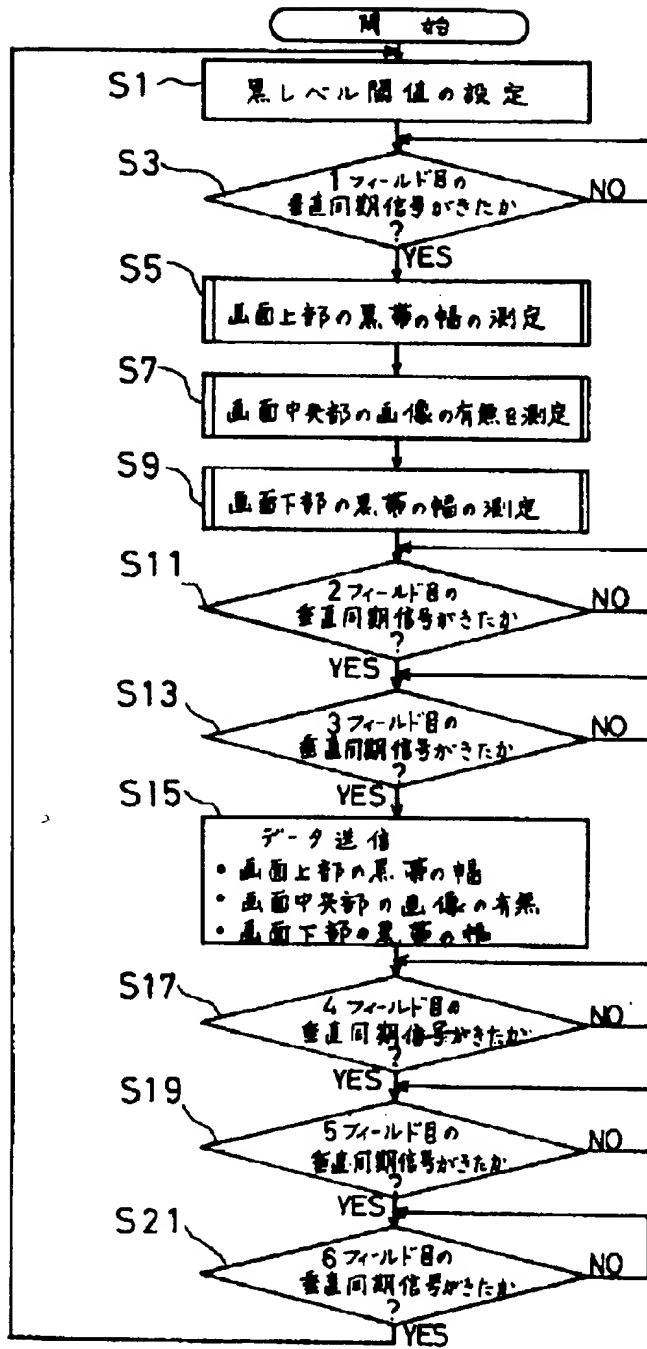 開始
S1
黒レベル閾値の設定
S3
1フィールド目の
垂直同期信号がきたか
?
NO
YES
S5
画面上部の黒帯の幅の測定
S7
画面中央部の画像の有無を測定
S9
画面下部の黒帯の幅の測定
S11
2フィールド目の
垂直同期信号がきたか
?
NO
YES
S13
3フィールド目の
垂直同期信号がきたか
?
NO
YES
S15
データ送信
• 画面上部の黒帯の幅
• 画面中央部の画像の有無
• 画面下部の黒帯の幅
S17
4フィールド目の
垂直同期信号がきたか
?
NO
YES
S19
5フィールド目の
垂直同期信号がきたか
?
NO
YES
S21
6フィールド目の
垂直同期信号がきたか
?
NO
YES